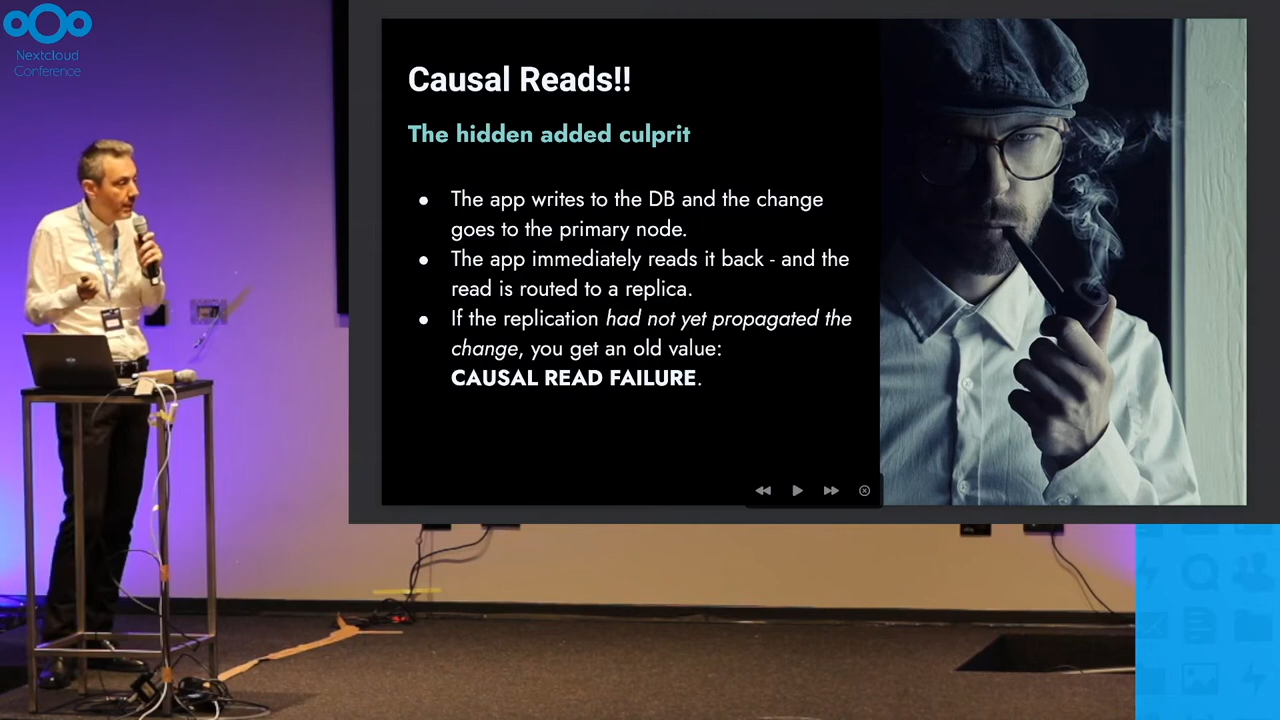 Nextcloud
Conference
Causal Reads!!
The hidden added culprit
● The app writes to the DB and the change
goes to the primary node.
● The app immediately reads it back - and the
read is routed to a replica.
● If the replication had not yet propagated the
change, you get an old value:
CAUSAL READ FAILURE.